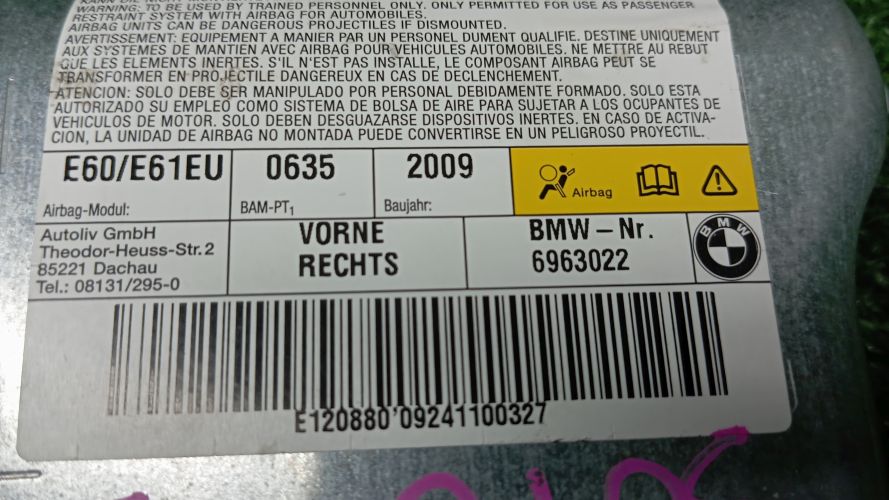 WARNING: TO BE USED BY TRAINED PERSONNEL ONLY. ONLY PERMITTED FOR USE AS PASSENGER
RESTRAINT SYSTEM WITH AIRBAG FOR AUTOMOBILES.
AIRBAG UNITS CAN BE DANGEROUS PROJECTILES IF DISMOUNTED.
AVERTISSEMENT: EQUIPEMENT A MANIER PAR UN PERSONEL DUMENT QUALIFIE. DESTINE UNIQUEMENT
AUX SYSTEMES DE MANTIEN AVEC AIRBAG POUR VEHICULES AUTOMOBILES. NE METTRE AU REBUT
QUE LES ELEMENTS INERTES. S'IL N'EST PAS INSTALLE, LE COMPOSANT AIRBAG PEUT SE
TRANSFORMER EN PROJECTILE DANGEREUX EN CAS DE DECLENCHEMENT.
ATENCION: SOLO DEBE SER MANIPULADO POR PERSONAL DEBIDAMENTE FORMADO. SOLO ESTA
AUTORIZADO SU EMPLEO COMO SISTEMA DE BOLSA DE AIRE PARA SUJETAR A LOS OCUPANTES DE
VEHICULOS DE MOTOR. SOLO DEBEN DESGUAZARSE DISPOSITIVOS INERTES. EN CASO DE ACTIVA-
CION, LA UNIDAD DE AIRBAG NO MONTADA PUEDE CONVERTIRSE EN UN PELIGROSO PROYECTIL.
E60/E61EU 0635 2009
Airbag-Modul: BAM-PT1 Baujahr: Airbag
Autoliv GmbH
Theodor-Heuss-Str.2
85221 Dachau
Tel.: 08131/295-0
VORNE
RECHTS
BMW-Nr.
6963022
BMW
E120880'09241100327